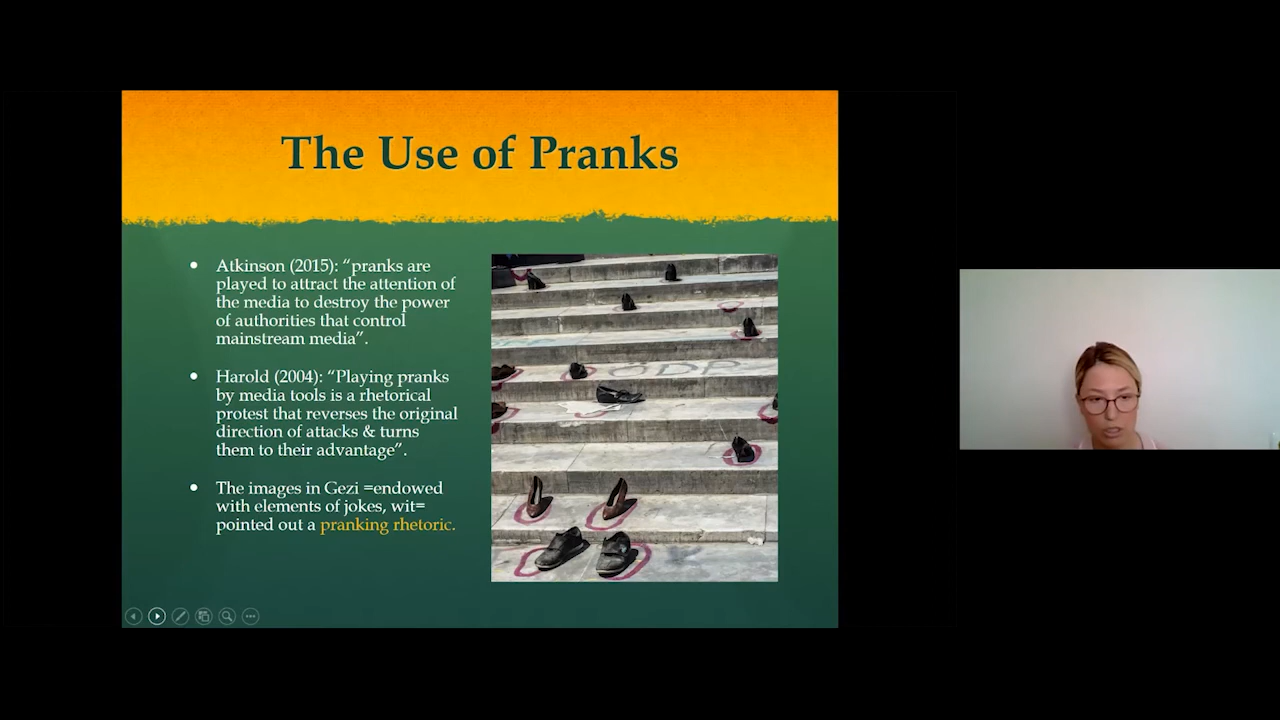 The Use of Pranks
• Atkinson (2015): “pranks are
played to attract the attention of
the media to destroy the power
of authorities that control
mainstream media”.
• Harold (2004): “Playing pranks
by media tools is a rhetorical
protest that reverses the original
direction of attacks & turns
them to their advantage”.
• The images in Gezi =endowed
with elements of jokes, wit=
pointed out a pranking rhetoric.